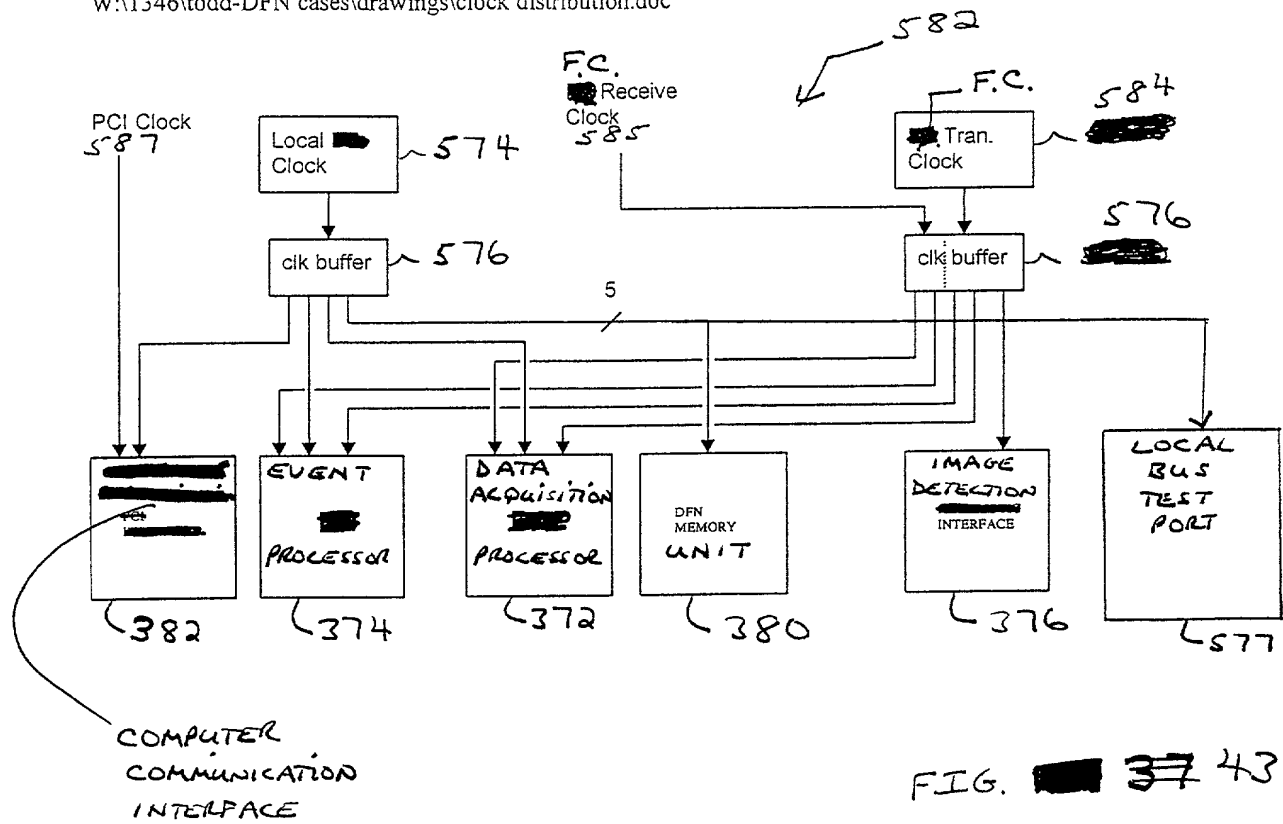 W:\1346\todd-DFN cases\drawings\clock distribution.doc
582
F.C.
Receive
Clock
585
F.C.
584
PCI Clock
587
Local
Clock
574
Tran.
Clock
clk buffer
576
clk buffer
576
5
EVENT
PROCESSOR
DATA
ACQUISITION
PROCESSOR
DFN
MEMORY
UNIT
IMAGE
DETECTION
INTERFACE
LOCAL
BUS
TEST
PORT
382
374
372
380
376
577
COMPUTER
COMMUNICATION
INTERFACE
FIG. 37 43